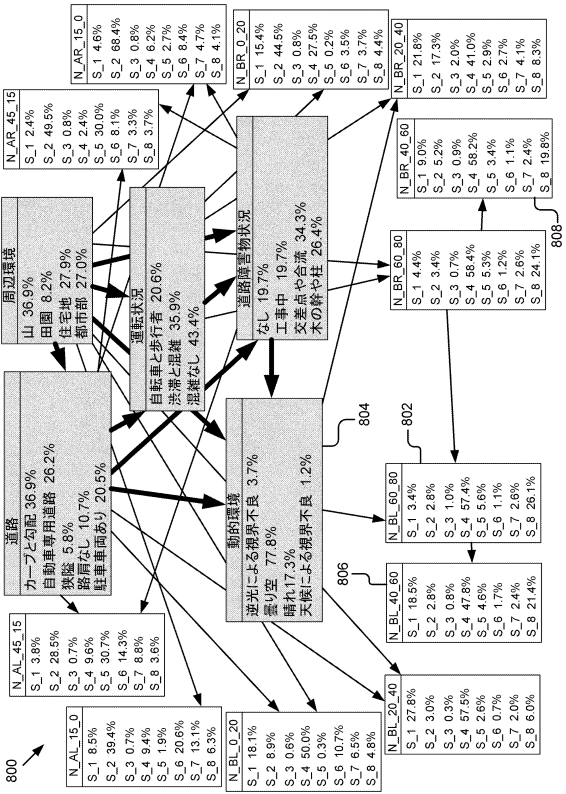 800
N_AL_15_0
S_1 8.5%
S_2 39.4%
S_3 0.7%
S_4 9.4%
S_5 1.9%
S_6 20.6%
S_7 13.1%
S_8 6.3%
N_AL_45_15
S_1 3.8%
S_2 28.5%
S_3 0.7%
S_4 9.6%
S_5 30.7%
S_6 14.3%
S_7 8.8%
S_8 3.6%
道路
カーブと勾配 36.9%
自動車専用道路 26.2%
狭隘 5.8%
路肩なし 10.7%
駐車車両あり 20.5%
周辺環境
山 36.9%
田園 8.2%
住宅地 27.9%
都市部 27.0%
N_AR_45_15
S_1 2.4%
S_2 49.5%
S_3 0.8%
S_4 2.4%
S_5 30.0%
S_6 8.1%
S_7 3.3%
S_8 3.7%
N_AR_15_0
S_1 4.6%
S_2 68.4%
S_3 0.8%
S_4 6.2%
S_5 2.7%
S_6 8.4%
S_7 4.7%
S_8 4.1%
運転状況
自転車と歩行者 20.6%
渋滞と混雑 35.9%
混雑なし 43.4%
N_BL_0_20
S_1 18.1%
S_2 8.9%
S_3 0.6%
S_4 50.0%
S_5 0.3%
S_6 10.7%
S_7 6.5%
S_8 4.8%
動的環境
逆光による視界不良 3.7%
曇り空 77.8%
晴れ17.3%
天候による視界不良 1.2%
804
道路障害物状況
なし 19.7%
工事中 19.7%
交差点や合流 34.3%
木の幹や柱 26.4%
N_BR_0_20
S_1 15.4%
S_2 44.5%
S_3 0.8%
S_4 27.5%
S_5 0.2%
S_6 3.5%
S_7 3.7%
S_8 4.4%
N_BL_20_40
S_1 27.8%
S_2 3.0%
S_3 0.3%
S_4 57.5%
S_5 2.6%
S_6 0.7%
S_7 2.0%
S_8 6.0%
806
N_BL_40_60
S_1 18.5%
S_2 2.8%
S_3 0.8%
S_4 47.8%
S_5 4.6%
S_6 1.7%
S_7 2.4%
S_8 21.4%
802
N_BL_60_80
S_1 3.4%
S_2 2.8%
S_3 1.0%
S_4 57.4%
S_5 5.6%
S_6 1.1%
S_7 2.6%
S_8 26.1%
N_BR_60_80
S_1 4.4%
S_2 3.4%
S_3 0.7%
S_4 58.4%
S_5 5.3%
S_6 1.2%
S_7 2.6%
S_8 24.1%
N_BR_40_60
S_1 9.0%
S_2 5.2%
S_3 0.9%
S_4 58.2%
S_5 3.4%
S_6 1.1%
S_7 2.4%
S_8 19.8%
808
N_BR_20_40
S_1 21.8%
S_2 17.3%
S_3 2.0%
S_4 41.0%
S_5 2.9%
S_6 2.7%
S_7 4.1%
S_8 8.3%